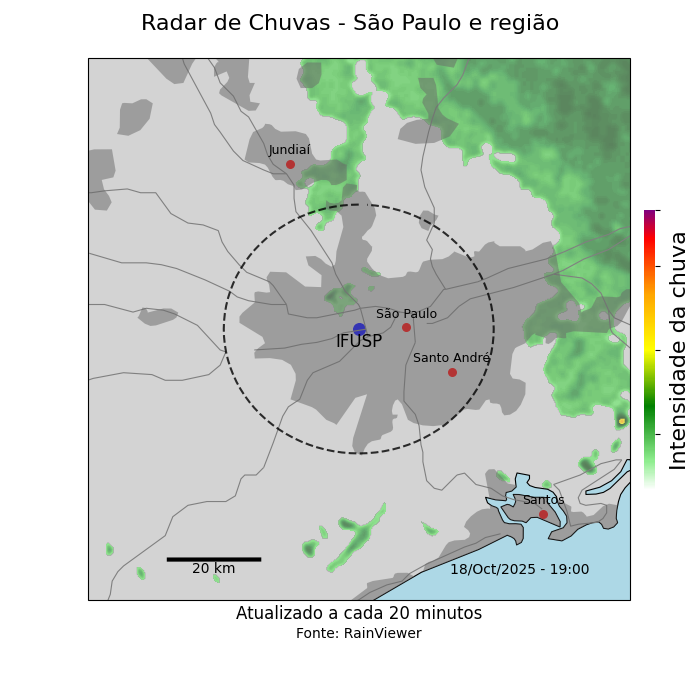 Radar de Chuvas - São Paulo e região
Jundiaí
São Paulo
IFUSP
Santo André
Santos
20 km
18/Oct/2025 - 19:00
Intensidade da chuva
Atualizado a cada 20 minutos
Fonte: RainViewer